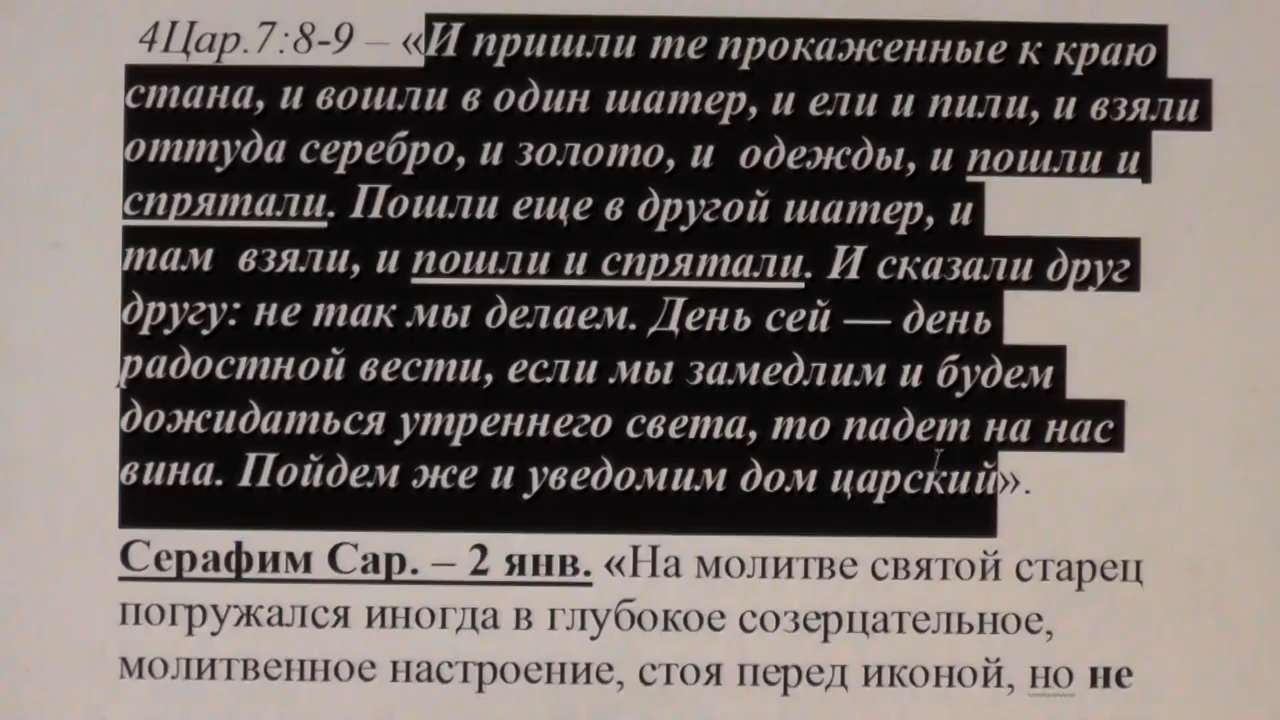 4Цар.7:8-9 – «И пришли те прокаженные к краю
стана, и вошли в один шатер, и ели и пили, и взяли
оттуда серебро, и золото, и одежды, и пошли и
спрятали. Пошли еще в другой шатер, и
там взяли, и пошли и спрятали. И сказали друг
другу: не так мы делаем. День сей — день
радостной вести, если мы замедлим и будем
дожидаться утреннего света, то падет на нас
вина. Пойдем же и уведомим дом царский».
Серафим Сар. – 2 янв. «На молитве святой старец
погружался иногда в глубокое созерцательное,
молитвенное настроение, стоя перед иконой, но не